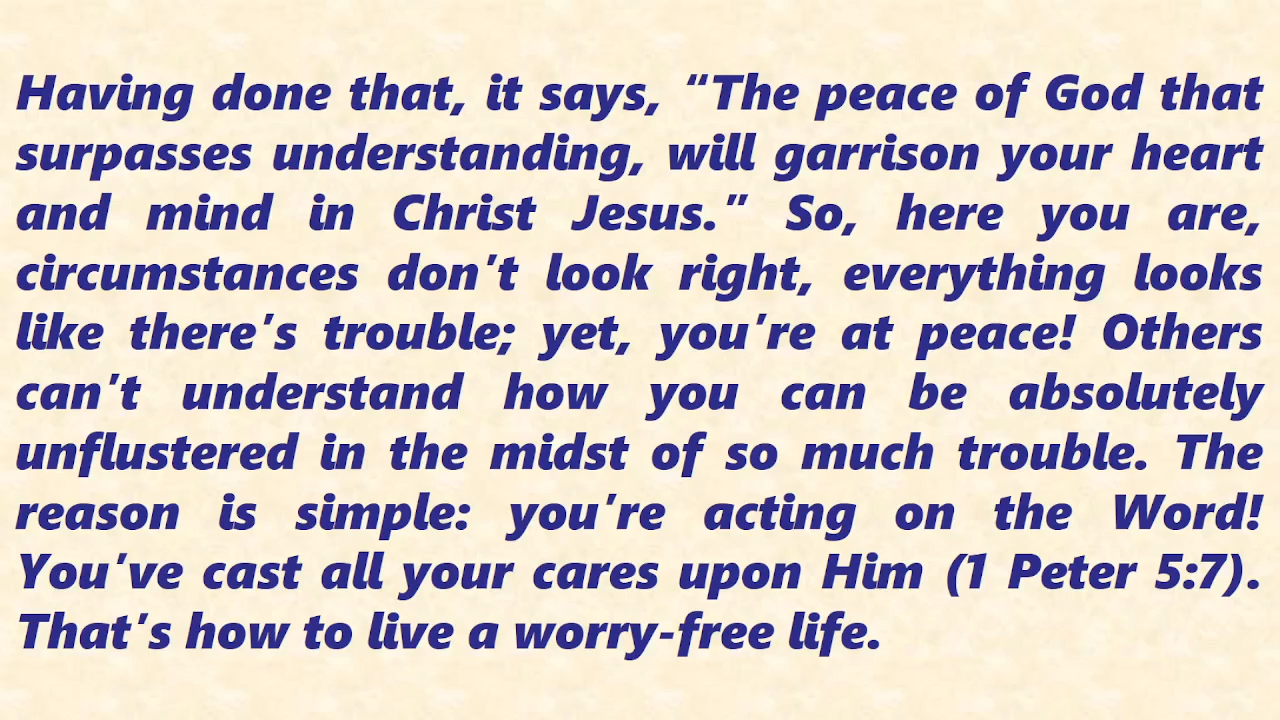 Having done that, it says, “The peace of God that
surpasses understanding, will garrison your heart
and mind in Christ Jesus.” So, here you are,
circumstances don't look right, everything looks
like there's trouble; yet, you're at peace! Others
can't understand how you can be absolutely
unflustered in the midst of so much trouble. The
reason is simple: you're acting on the Word!
You've cast all your cares upon Him (1 Peter 5:7).
That's how to live a worry-free life.